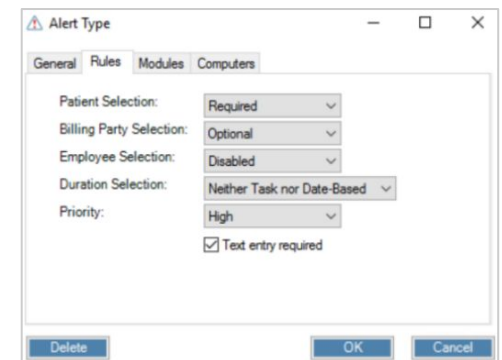 Alert Type
General Rules Modules Computers
Patient Selection: Required
Billing Party Selection: Optional
Employee Selection: Disabled
Duration Selection: Neither Task nor Date-Based
Priority: High
Text entry required
Delete OK Cancel